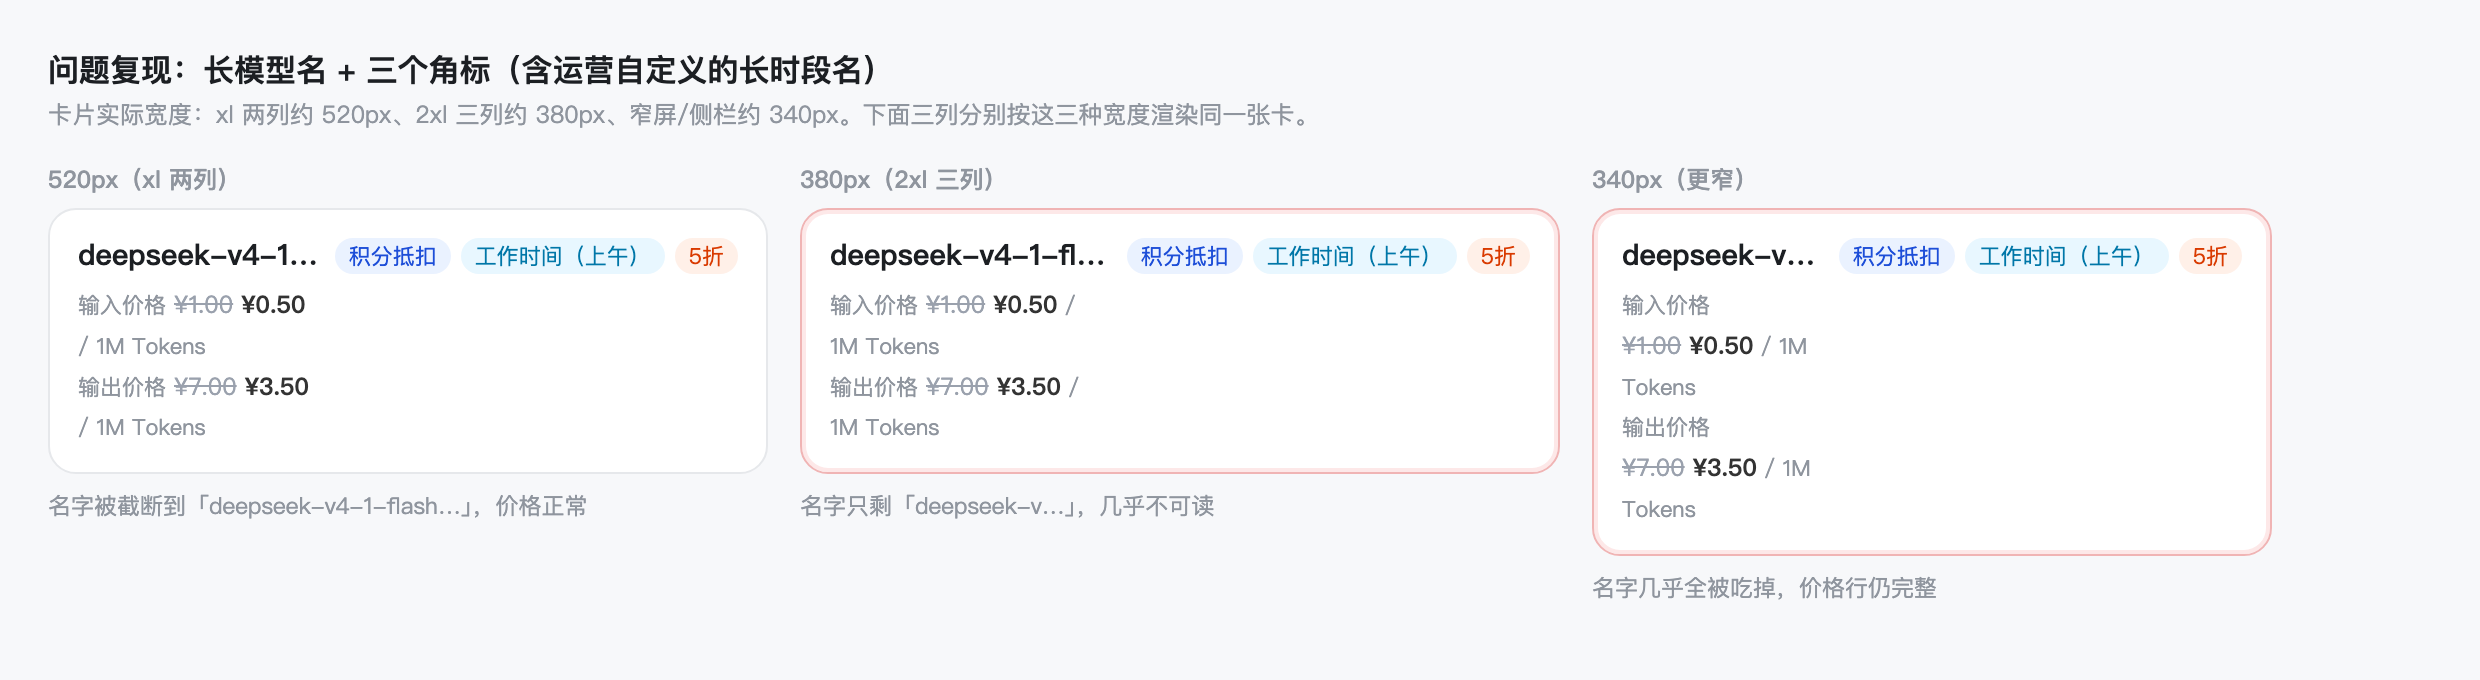 问题复现：长模型名 + 三个角标（含运营自定义的长时段名）
卡片实际宽度：xl 两列约 520px、2xl 三列约 380px、窄屏/侧栏约 340px。下面三列分别按这三种宽度渲染同一张卡。
520px（xl 两列）
deepseek-v4-1... 积分抵扣 工作时间（上午） 5折
输入价格 ¥1.00 ¥0.50
/ 1M Tokens
输出价格 ¥7.00 ¥3.50
/ 1M Tokens
名字被截断到「deepseek-v4-1-flash...」，价格正常
380px（2xl 三列）
deepseek-v4-1-fl... 积分抵扣 工作时间（上午） 5折
输入价格 ¥1.00 ¥0.50 /
1M Tokens
输出价格 ¥7.00 ¥3.50 /
1M Tokens
名字只剩「deepseek-v...」，几乎不可读
340px（更窄）
deepseek-v... 积分抵扣 工作时间（上午） 5折
输入价格
¥1.00 ¥0.50 / 1M
Tokens
输出价格
¥7.00 ¥3.50 / 1M
Tokens
名字几乎全被吃掉，价格行仍完整